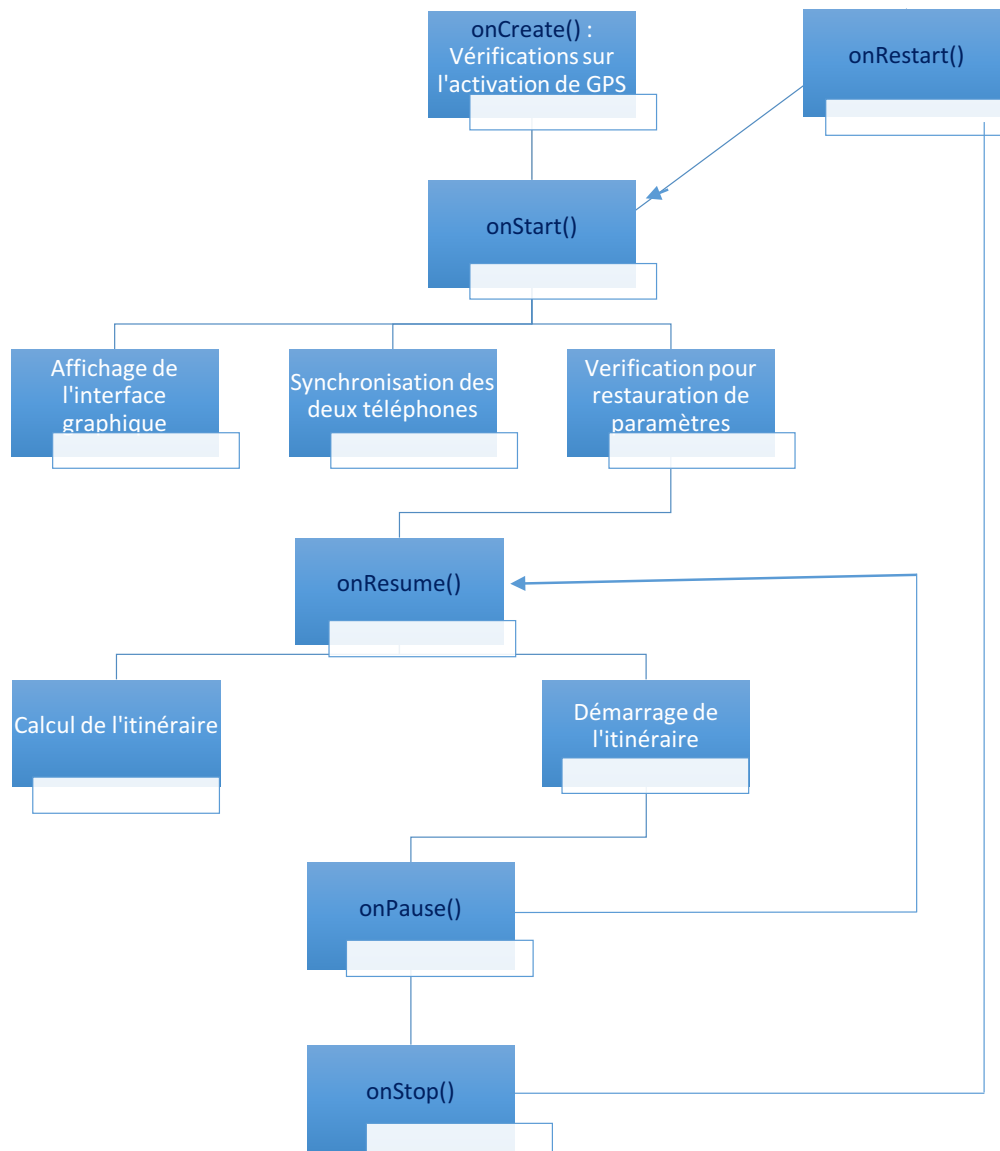 onCreate() :
Vérifications sur
l'activation de GPS
onRestart()
onStart()
Affichage de
l'interface
graphique
Synchronisation des
deux téléphones
Verification pour
restauration de
paramètres
onResume()
Calcul de l'itinéraire
Démarrage de
l'itinéraire
onPause()
onStop()